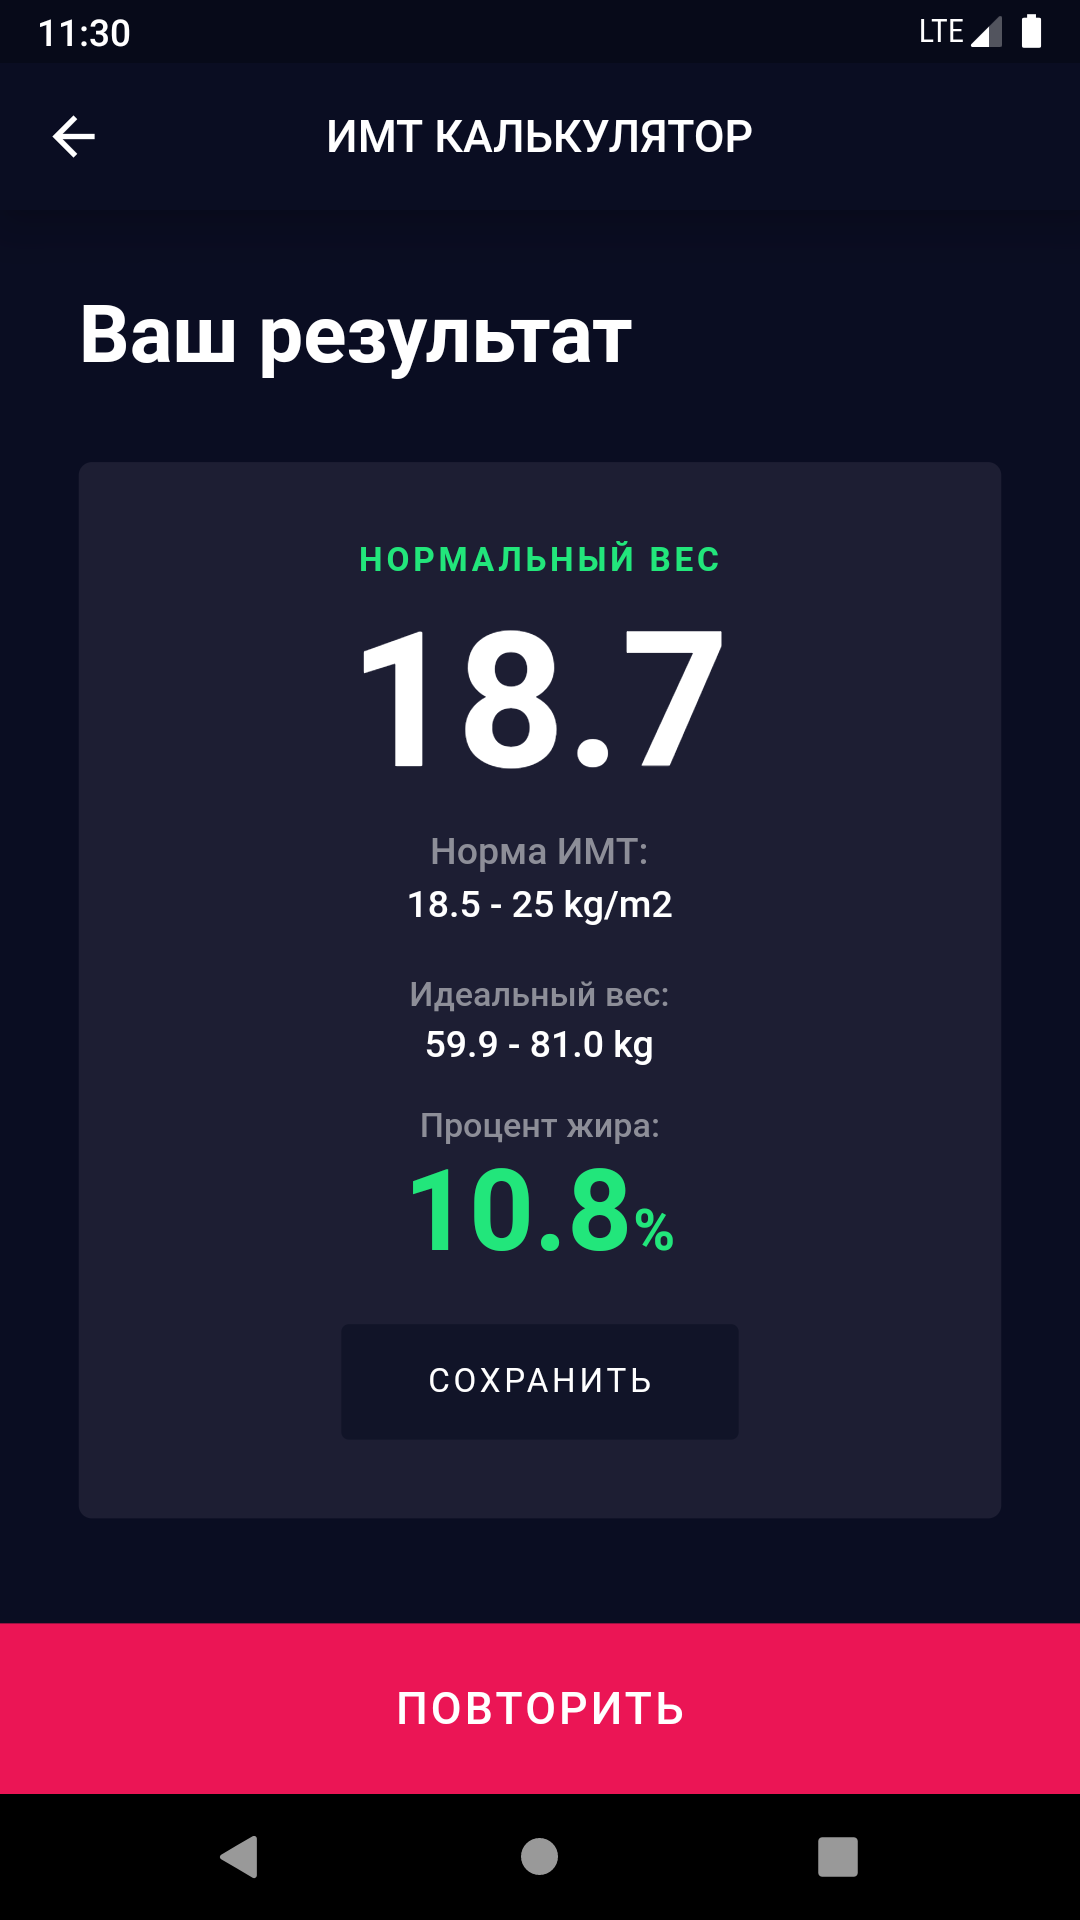 11:30
LTE
ИМТ КАЛЬКУЛЯТОР
Ваш результат
НОРМАЛЬНЫЙ ВЕС
18.7
Норма ИМТ:
18.5 - 25 kg/m2
Идеальный вес:
59.9 - 81.0 kg
Процент жира:
10.8%
СОХРАНИТЬ
ПОВТОРИТЬ